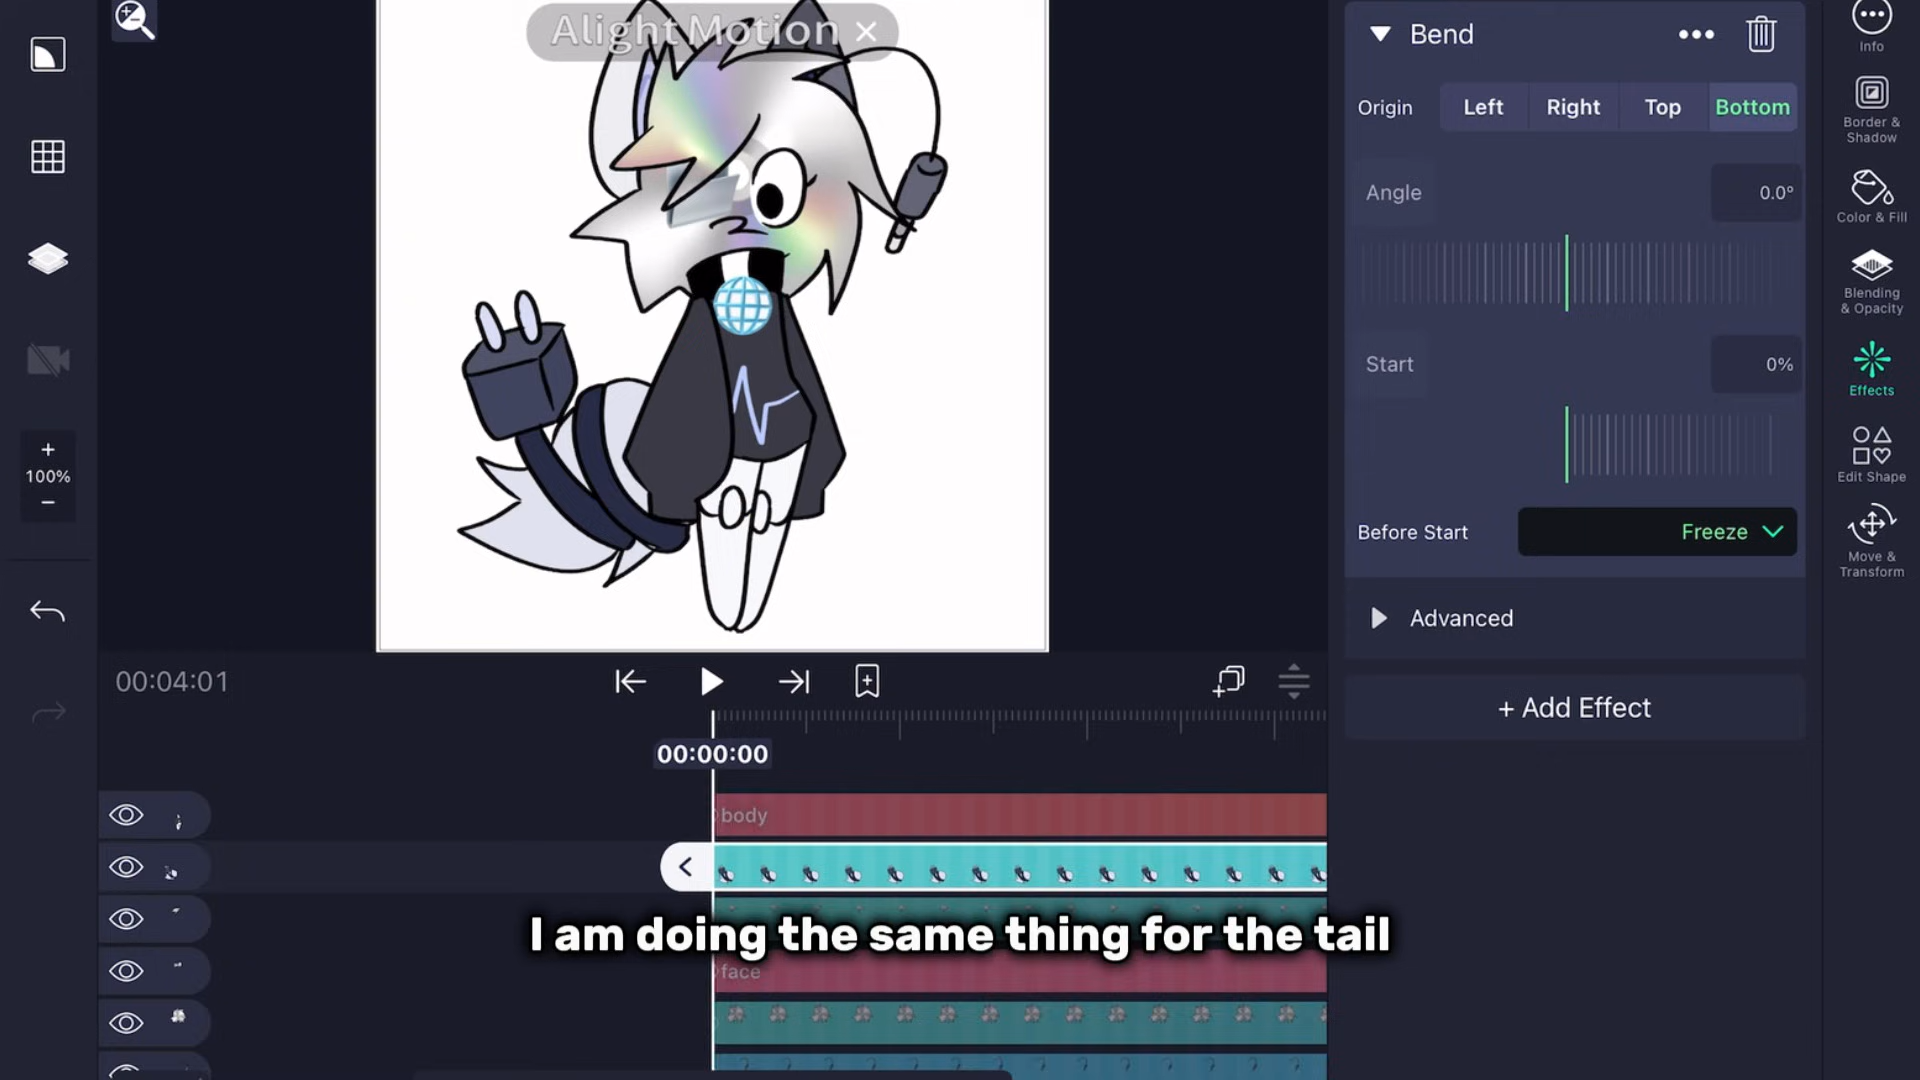 Alight Motion
Bend
Info
Origin
Left
Right
Top
Bottom
Border &
Shadow
Angle
0.0°
Color & Fill
Blending
& Opacity
Start
0%
Effects
100%
Edit Shape
Before Start
Freeze
Move &
Transform
Advanced
00:04:01
+ Add Effect
00:00:00
body
I am doing the same thing for the tail
face